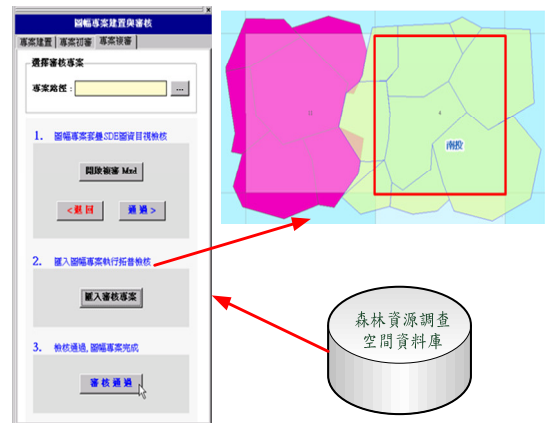 圖幅專案建置與審核
專案建置 專案初審 專案複審
選擇審核專案
專案路徑：
...
1. 圖幅專案套疊SDE圖資目視檢核
開啟複審 Mxd
<退 回 通 過 >
2. 匯入圖幅專案執行拓普檢核
匯入審核專案
3. 檢核通過,圖幅專案完成
審 核 通 過
南投
森林資源調查
空間資料庫